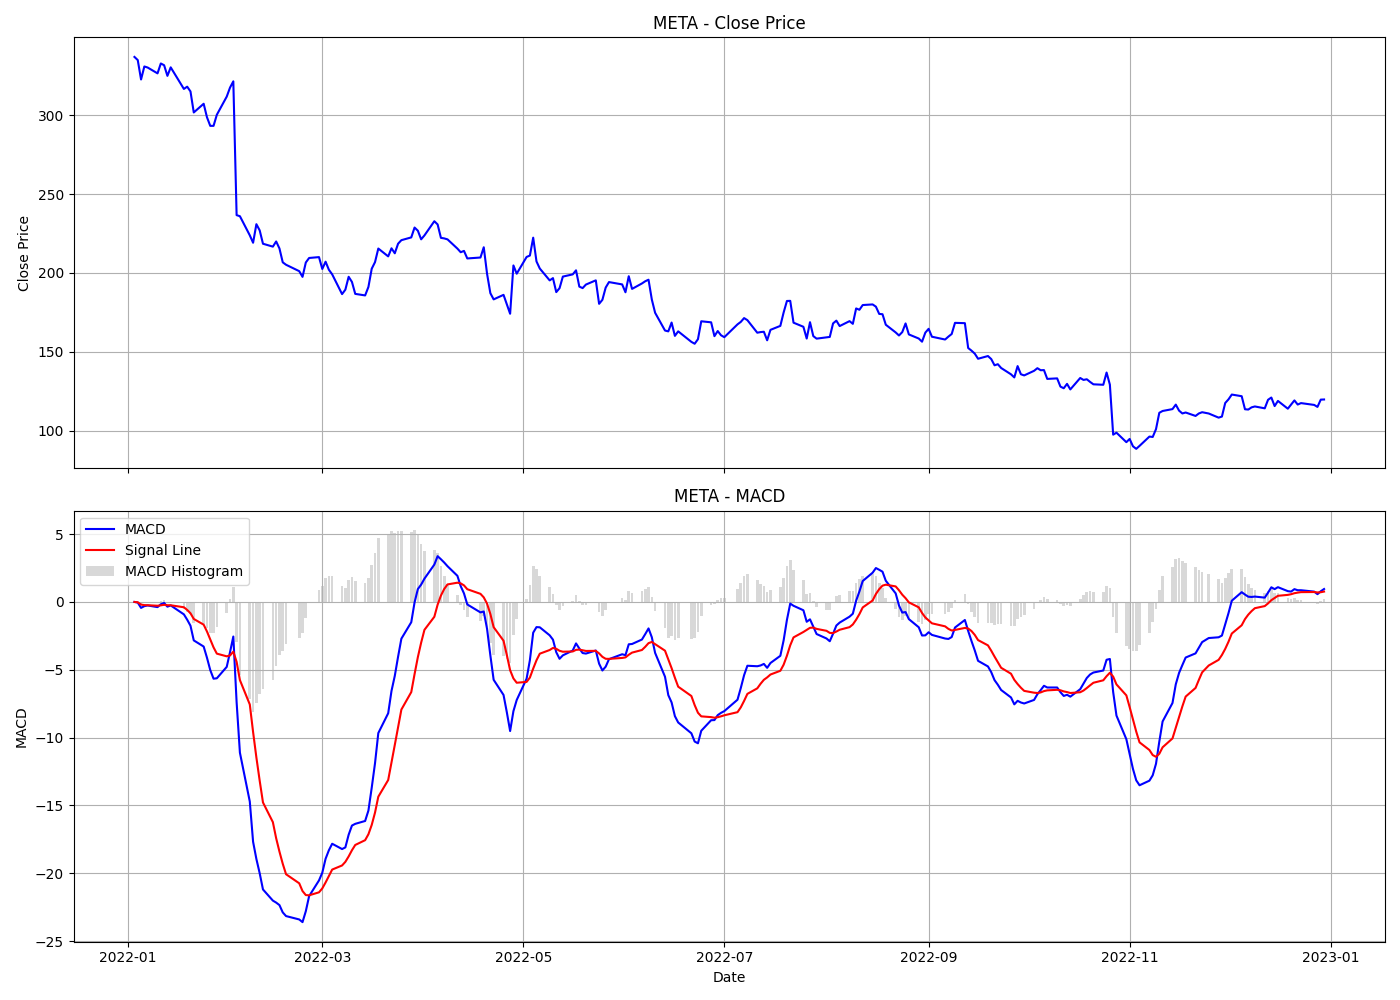 META - Close Price
300
250
200
150
100
Close Price
META - MACD
MACD
Signal Line
MACD Histogram
5
0
−5
−10
−15
−20
−25
MACD
2022-01
2022-03
2022-05
2022-07
2022-09
2022-11
2023-01
Date